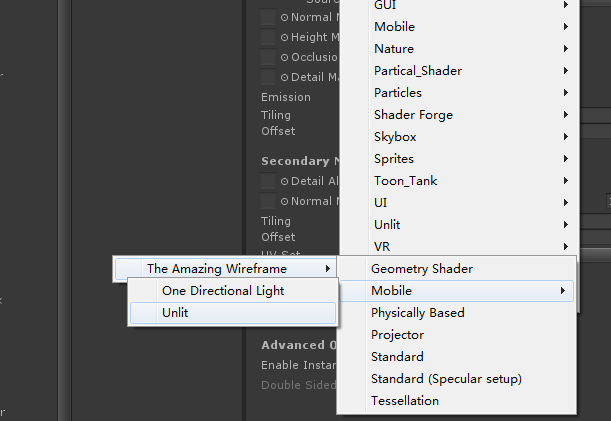 GUI
Normal M
Mobile
Height M
Nature
Occlusion
Partical_Shader
Detail Ma
Particles
Emission
Shader Forge
Tiling
Offset
Skybox
Secondary M
Sprites
Detail Al
Toon_Tank
Normal M
UI
Tiling
Unlit
Offset
VR
UV Set
The Amazing Wireframe
Geometry Shader
One Directional Light
Mobile
Unlit
Physically Based
Projector
Advanced O
Standard
Enable Instan
Standard (Specular setup)
Double Sided
Tessellation